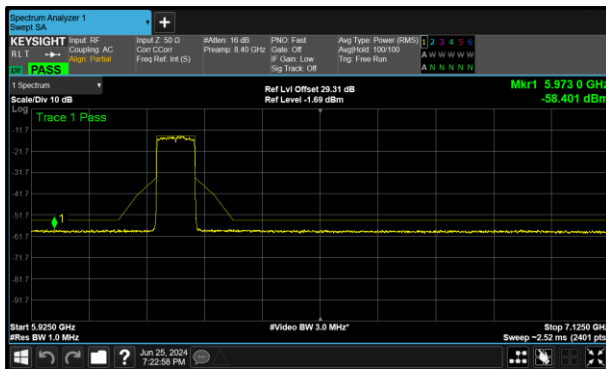 Spectrum Analyzer 1
Swept SA
+
KEYSIGHT Input: RF Input Z: 50 Ω #Atten: 16 dB PNO: Fast Avg Type: Power (RMS) 1 2 3 4 5 6
RLT Coupling: AC Corr CCorr Preamp: 8.40 GHz Gate: Off Avg|Hold: 100/100 A W W W W W
Align: Partial Freq Ref: Int (S) IF Gain: Low Trig: Free Run A N N N N N
PASS Sig Track: Off
1 Spectrum Ref Lvl Offset 29.31 dB Mkr1 5.973 0 GHz
Scale/Div 10 dB Ref Level -1.69 dBm -58.401 dBm
Log
Trace 1 Pass
-11.7
-21.7
-31.7
-41.7
-51.7
1
-61.7
-71.7
-81.7
-91.7
Start 5.9250 GHz #Video BW 3.0 MHz* Stop 7.1250 GHz
#Res BW 1.0 MHz Sweep ~2.52 ms (2401 pts)
? Jun 25, 2024
7:22:58 PM